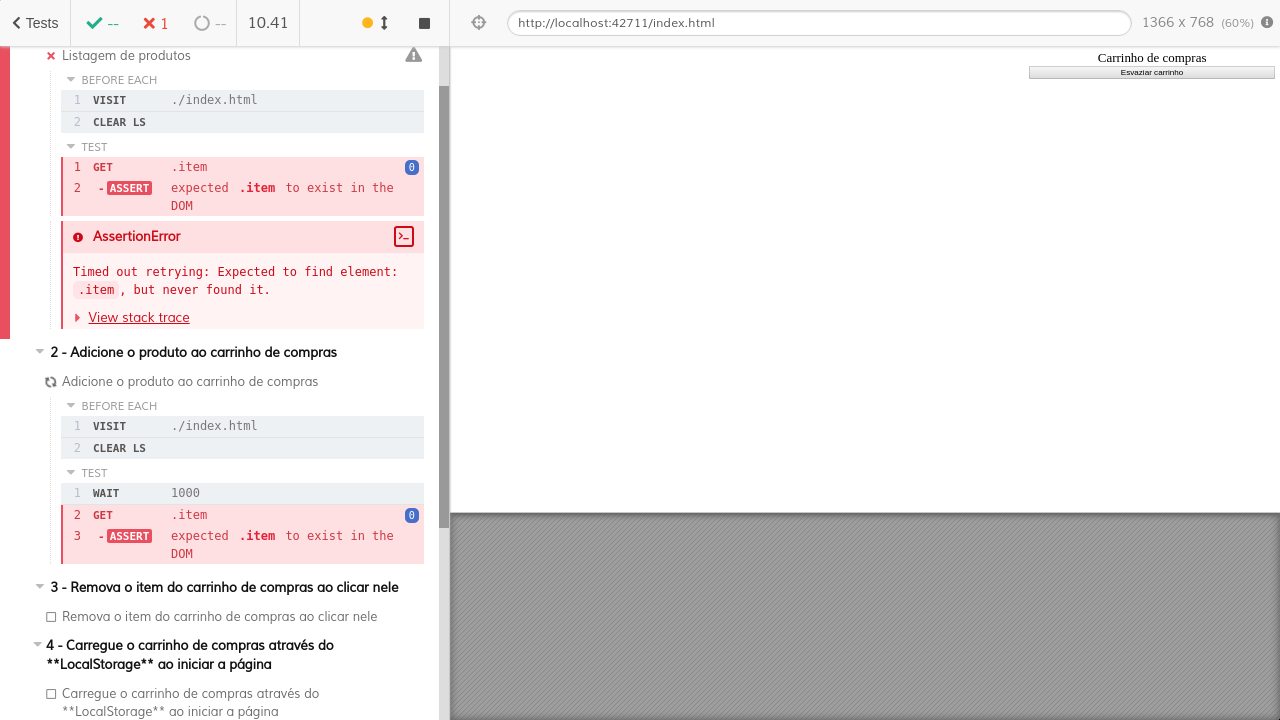 Tests -- 1 -- 10.41 http://localhost:42711/index.html 1366 x 768 (60%)
Listagem de produtos
BEFORE EACH
1 VISIT ./index.html
2 CLEAR LS
TEST
1 GET .item 0
2 -ASSERT expected .item to exist in the
DOM
AssertionError
Timed out retrying: Expected to find element:
.item, but never found it.
View stack trace
2 - Adicione o produto ao carrinho de compras
Adicione o produto ao carrinho de compras
BEFORE EACH
1 VISIT ./index.html
2 CLEAR LS
TEST
1 WAIT 1000
2 GET .item 0
3 -ASSERT expected .item to exist in the
DOM
3 - Remova o item do carrinho de compras ao clicar nele
Remova o item do carrinho de compras ao clicar nele
4 - Carregue o carrinho de compras através do
**LocalStorage** ao iniciar a página
Carregue o carrinho de compras através do
**LocalStorage** ao iniciar a página
Carrinho de compras
Esvaziar carrinho